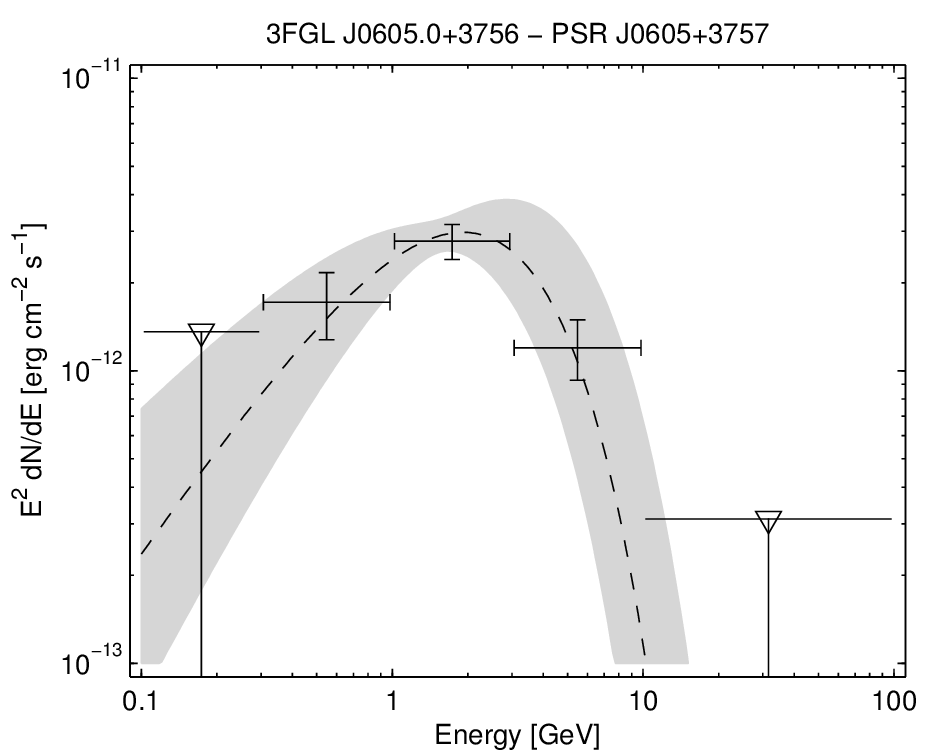 3FGL J0605.0+3756 − PSR J0605+3757
10⁻¹¹
10⁻¹²
10⁻¹³
E² dN/dE [erg cm⁻² s⁻¹]
0.1 1 10 100
Energy [GeV]